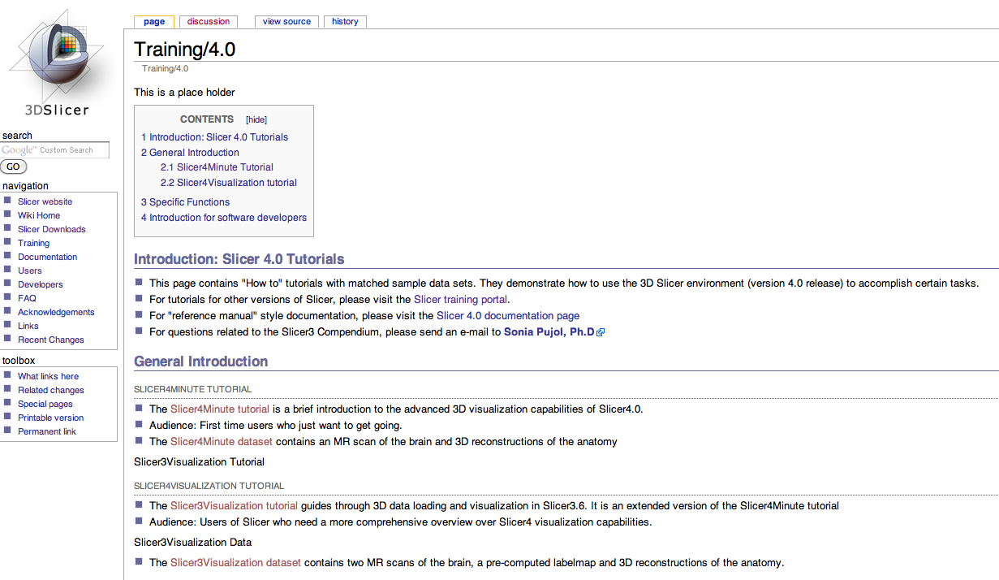 page
discussion
view source
history
3DSlicer
search
Google™ Custom Search
GO
navigation
Slicer website
Wiki Home
Slicer Downloads
Training
Documentation
Users
Developers
FAQ
Acknowledgements
Links
Recent Changes
toolbox
What links here
Related changes
Special pages
Printable version
Permanent link
Training/4.0
Training/4.0
This is a place holder
CONTENTS [hide]
1 Introduction: Slicer 4.0 Tutorials
2 General Introduction
2.1 Slicer4Minute Tutorial
2.2 Slicer4Visualization tutorial
3 Specific Functions
4 Introduction for software developers
Introduction: Slicer 4.0 Tutorials
This page contains "How to" tutorials with matched sample data sets. They demonstrate how to use the 3D Slicer environment (version 4.0 release) to accomplish certain tasks.
For tutorials for other versions of Slicer, please visit the Slicer training portal.
For "reference manual" style documentation, please visit the Slicer 4.0 documentation page
For questions related to the Slicer3 Compendium, please send an e-mail to Sonia Pujol, Ph.D
General Introduction
SLICER4MINUTE TUTORIAL
The Slicer4Minute tutorial is a brief introduction to the advanced 3D visualization capabilities of Slicer4.0.
Audience: First time users who just want to get going.
The Slicer4Minute dataset contains an MR scan of the brain and 3D reconstructions of the anatomy
Slicer3Visualization Tutorial
SLICER4VISUALIZATION TUTORIAL
The Slicer3Visualization tutorial guides through 3D data loading and visualization in Slicer3.6. It is an extended version of the Slicer4Minute tutorial
Audience: Users of Slicer who need a more comprehensive overview over Slicer4 visualization capabilities.
Slicer3Visualization Data
The Slicer3Visualization dataset contains two MR scans of the brain, a pre-computed labelmap and 3D reconstructions of the anatomy.